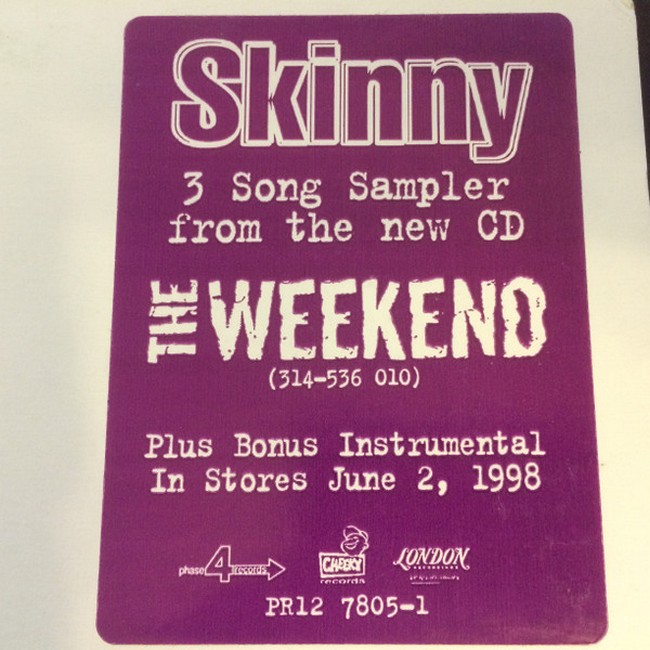 Skinny
3 Song Sampler
from the new CD
THE WEEKEND
(314-536 010)
Plus Bonus Instrumental
In Stores June 2, 1998
phase 4 records
CHEEKY
records
LONDON
RECORDINGS
PR12 7805-1